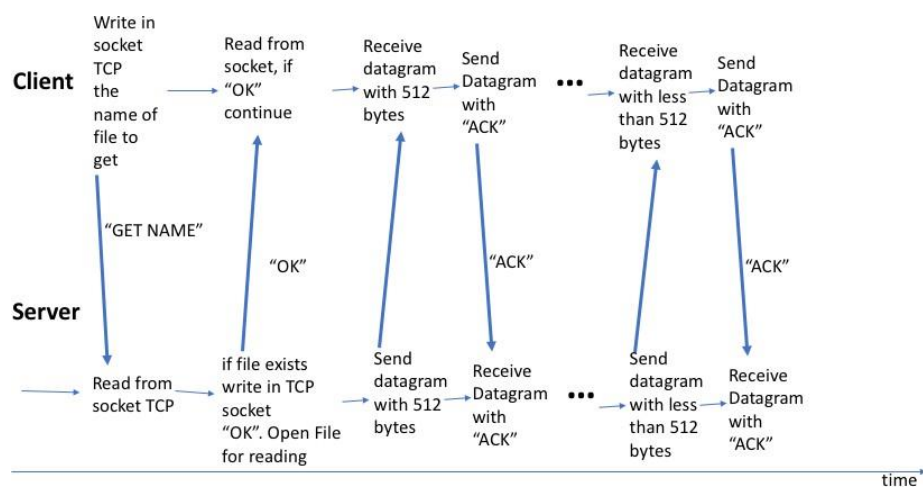 Write in
socket
TCP
the
name of
file to
get
Client
Read from
socket, if
“OK”
continue
Receive
datagram
with 512
bytes
Send
Datagram
with
“ACK”
...
Receive
datagram
with less
than 512
bytes
Send
Datagram
with
“ACK”
“GET NAME”
“OK”
“ACK”
“ACK”
Server
Read from
socket TCP
if file exists
write in TCP
socket
“OK”. Open File
for reading
Send
datagram
with 512
bytes
Receive
Datagram
with
“ACK”
...
Send
datagram
with less
than 512
bytes
Receive
Datagram
with
“ACK”
time